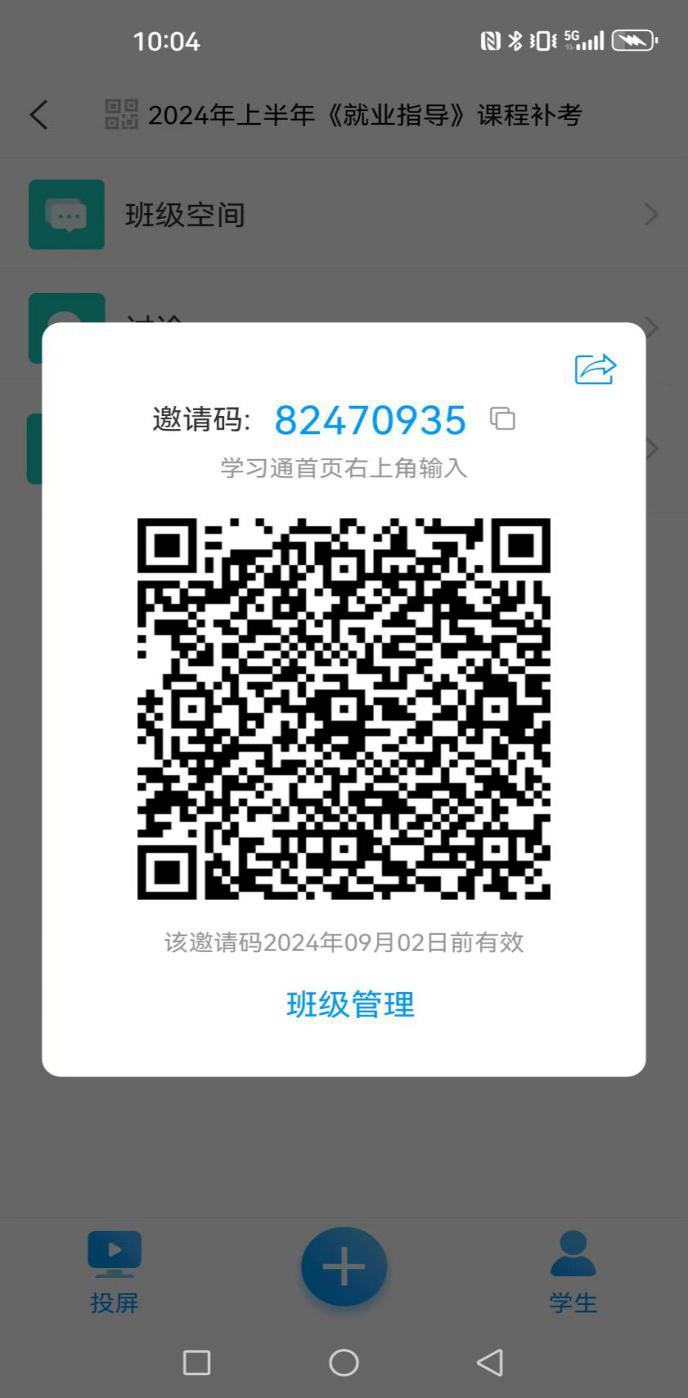 10:04
5G
2024年上半年《就业指导》课程补考
班级空间
讨论
邀请码: 82470935
学习通首页右上角输入
该邀请码2024年09月02日前有效
班级管理
投屏
学生